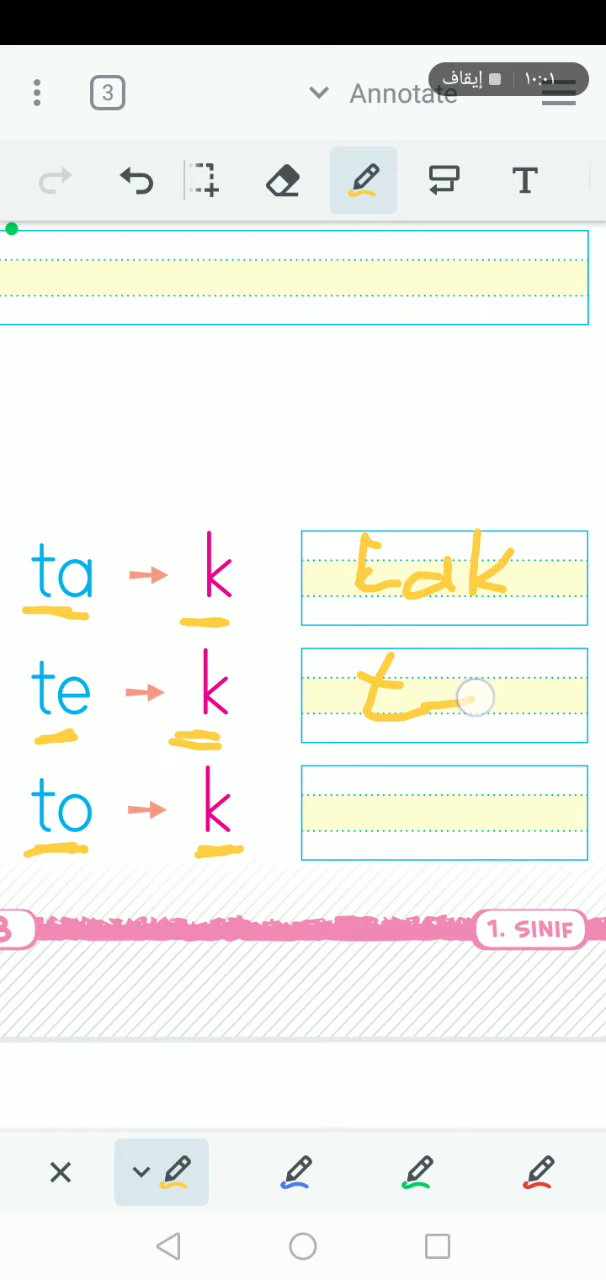 إيقاف ١٠:٠١
3 Annotate
T
ta → k tak
te → k t
to → k
1. SINIF